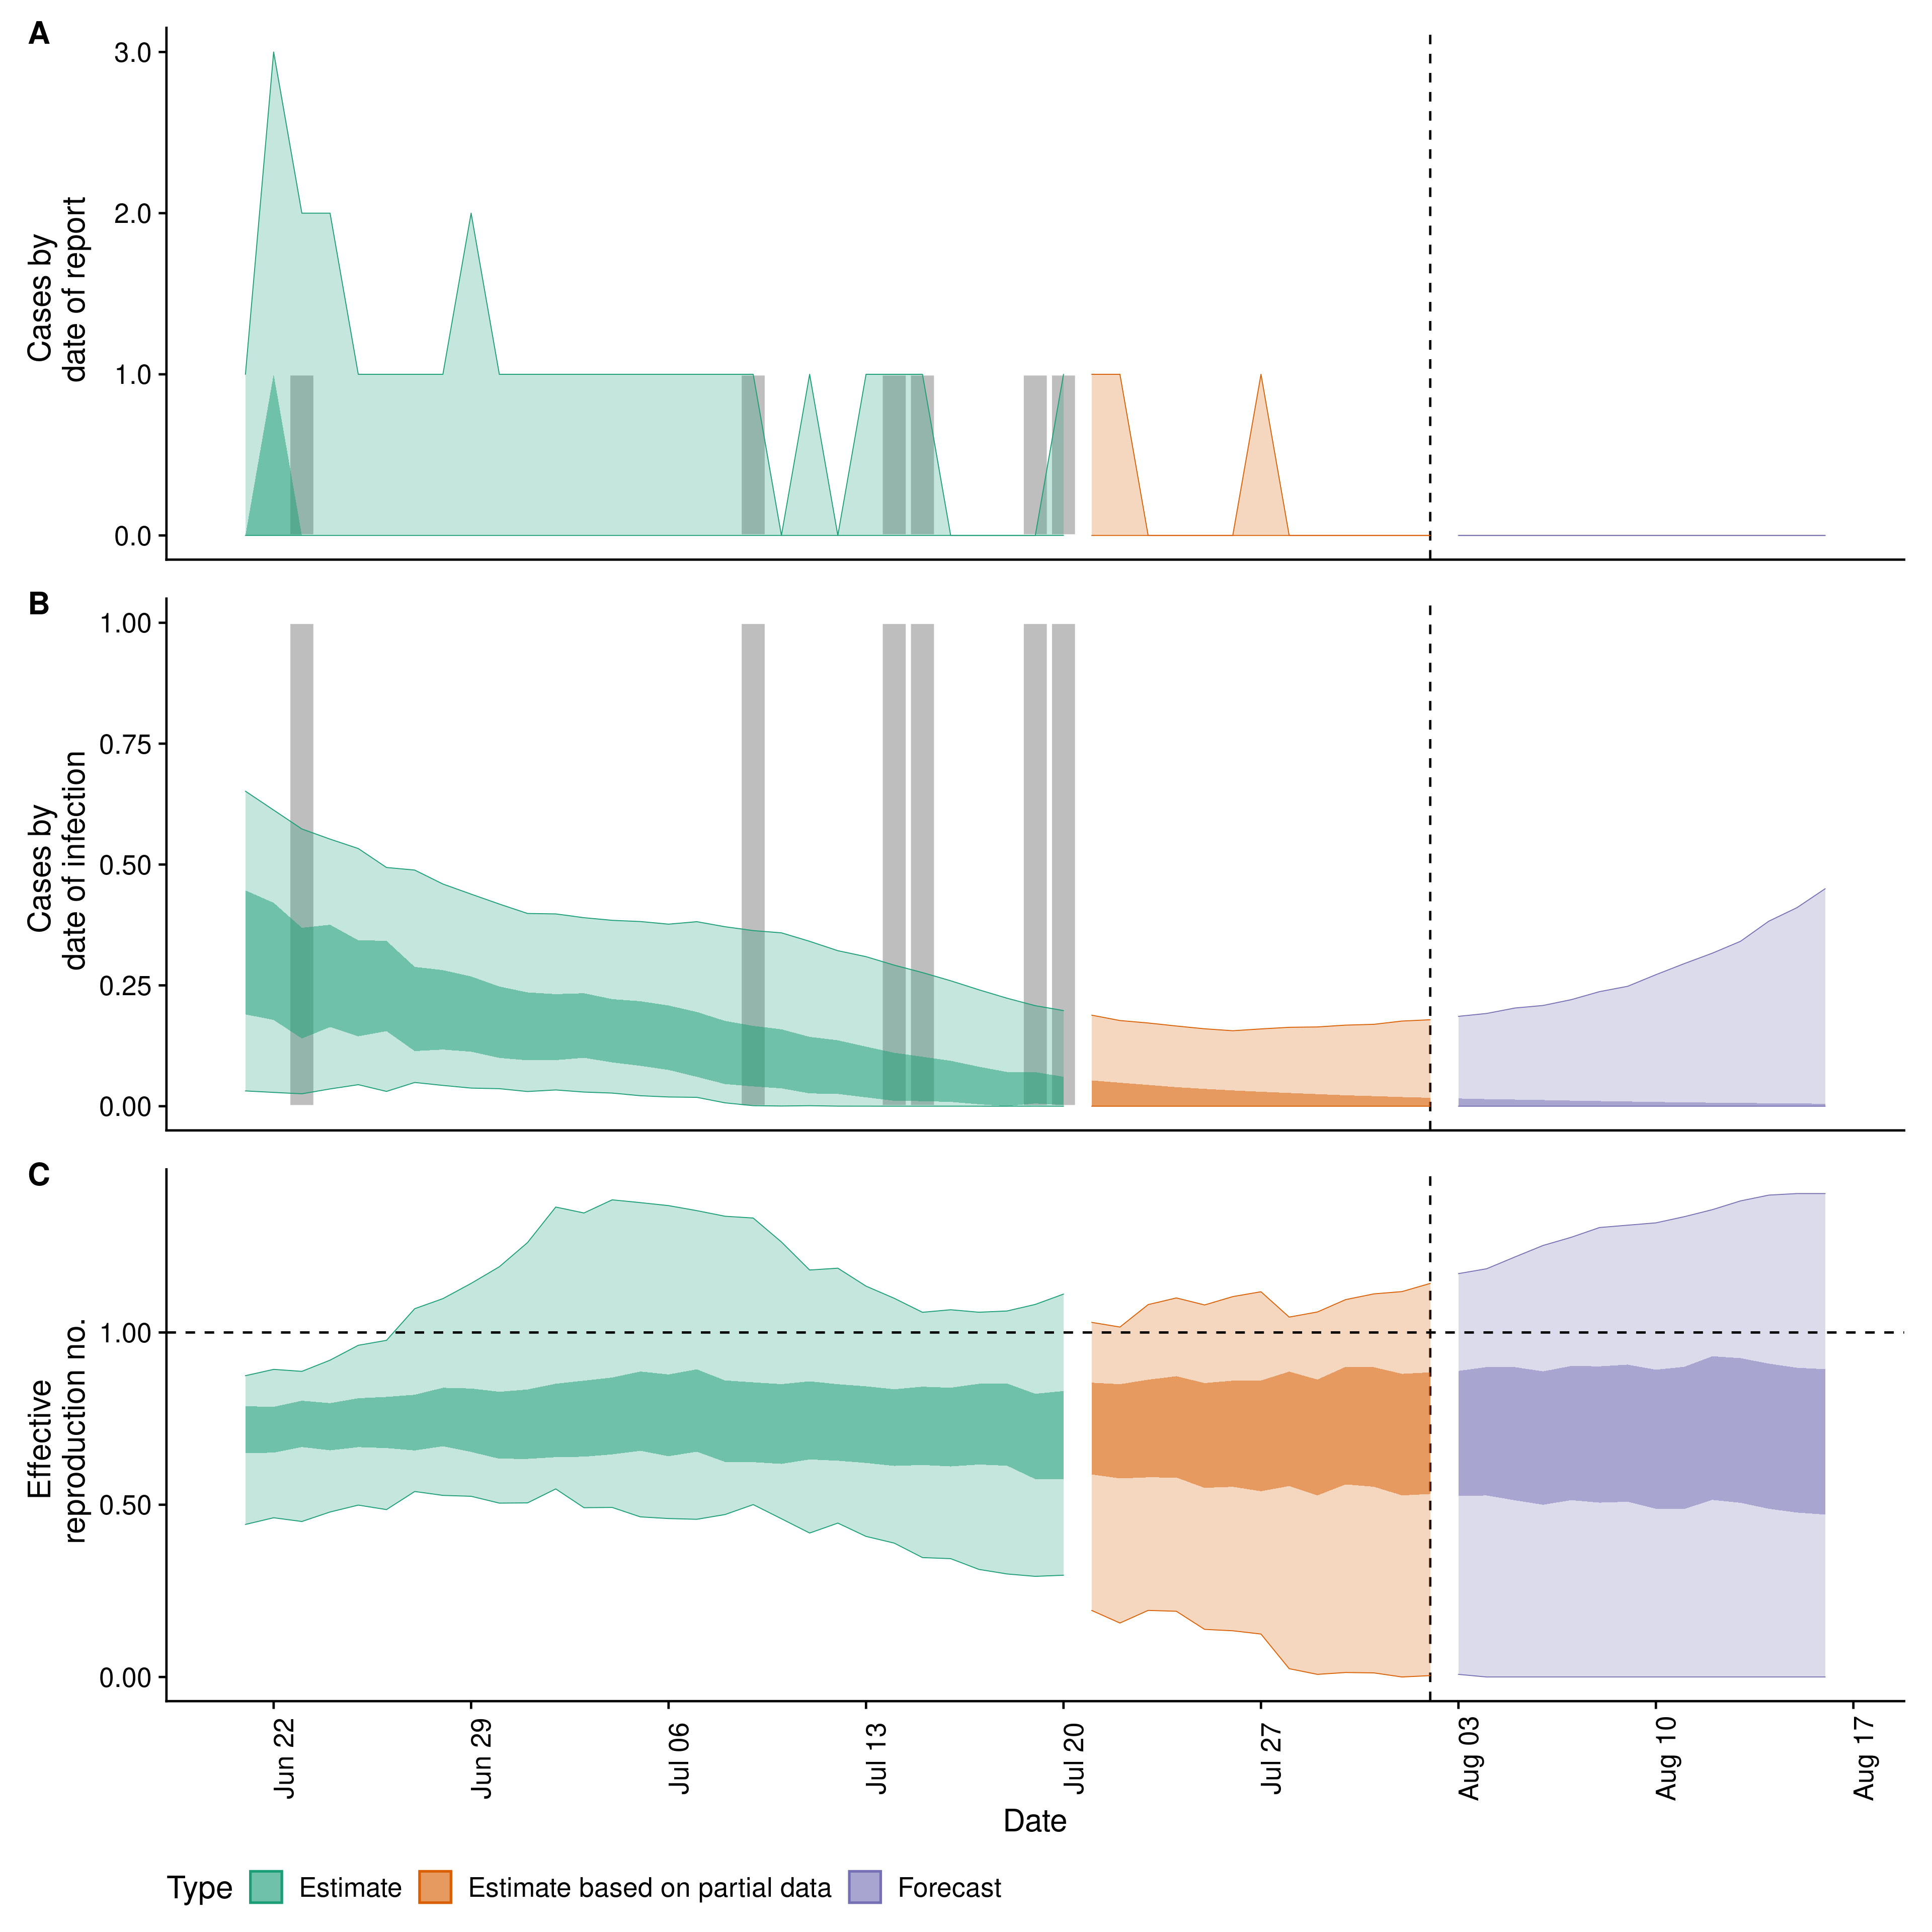 A
Cases by
date of report
3.0
2.0
1.0
0.0
B
Cases by
date of infection
1.00
0.75
0.50
0.25
0.00
C
Effective
reproduction no.
1.00
0.50
0.00
Jun 22
Jun 29
Jul 06
Jul 13
Jul 20
Jul 27
Aug 03
Aug 10
Aug 17
Date
Type Estimate Estimate based on partial data Forecast